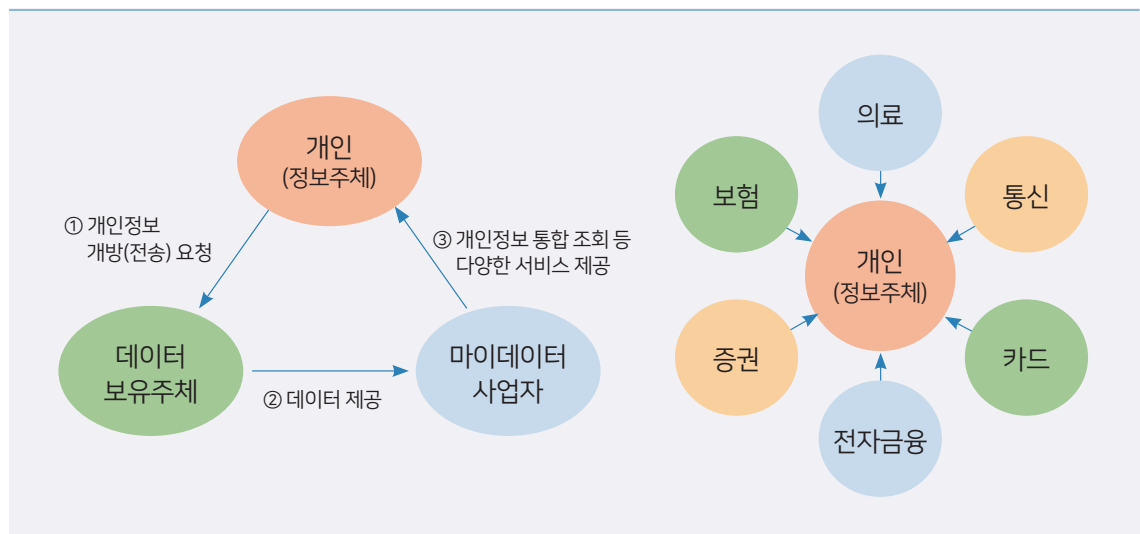 개인
(정보주체)
① 개인정보
개방(전송) 요청
③ 개인정보 통합 조회 등
다양한 서비스 제공
데이터
보유주체
② 데이터 제공
마이데이터
사업자
의료
보험
통신
개인
(정보주체)
증권
카드
전자금융